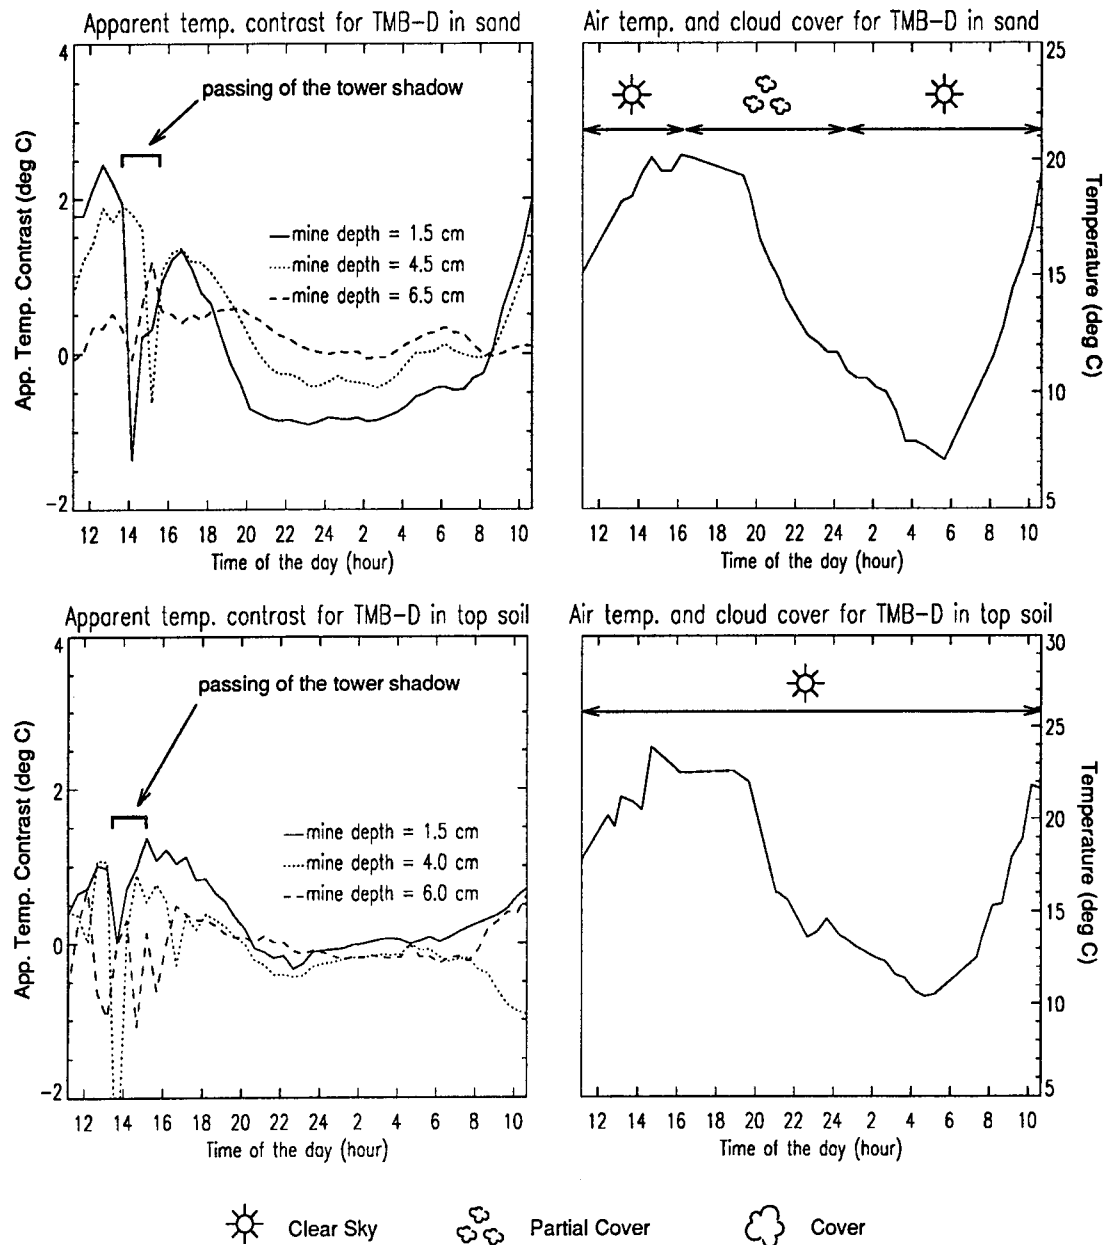 Apparent temp. contrast for TMB-D in sand
4
2
0
-2
App. Temp. Contrast (deg C)
passing of the tower shadow
mine depth = 1.5 cm
mine depth = 4.5 cm
mine depth = 6.5 cm
12 14 16 18 20 22 24 2 4 6 8 10
Time of the day (hour)
Air temp. and cloud cover for TMB-D in sand
25
20
15
10
5
Temperature (deg C)
12 14 16 18 20 22 24 2 4 6 8 10
Time of the day (hour)
Apparent temp. contrast for TMB-D in top soil
4
2
0
-2
App. Temp. Contrast (deg C)
passing of the tower shadow
mine depth = 1.5 cm
mine depth = 4.0 cm
mine depth = 6.0 cm
12 14 16 18 20 22 24 2 4 6 8 10
Time of the day (hour)
Air temp. and cloud cover for TMB-D in top soil
30
25
20
15
10
5
Temperature (deg C)
12 14 16 18 20 22 24 2 4 6 8 10
Time of the day (hour)
Clear Sky
Partial Cover
Cover